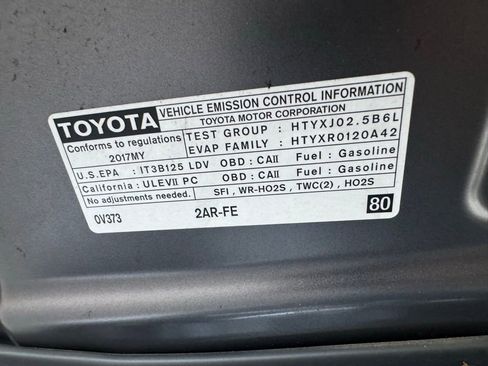 TOYOTA VEHICLE EMISSION CONTROL INFORMATION
TOYOTA MOTOR CORPORATION
Conforms to regulations TEST GROUP : HTYXJ02.5B6L
2017MY EVAP FAMILY : HTYXR0120A42
U.S.EPA : IT3B125 LDV OBD : CAII Fuel : Gasoline
California : ULEVII PC OBD : CAII Fuel : Gasoline
No adjustments needed. SFI , WR-HO2S , TWC(2) , HO2S
0V373 2AR-FE 80